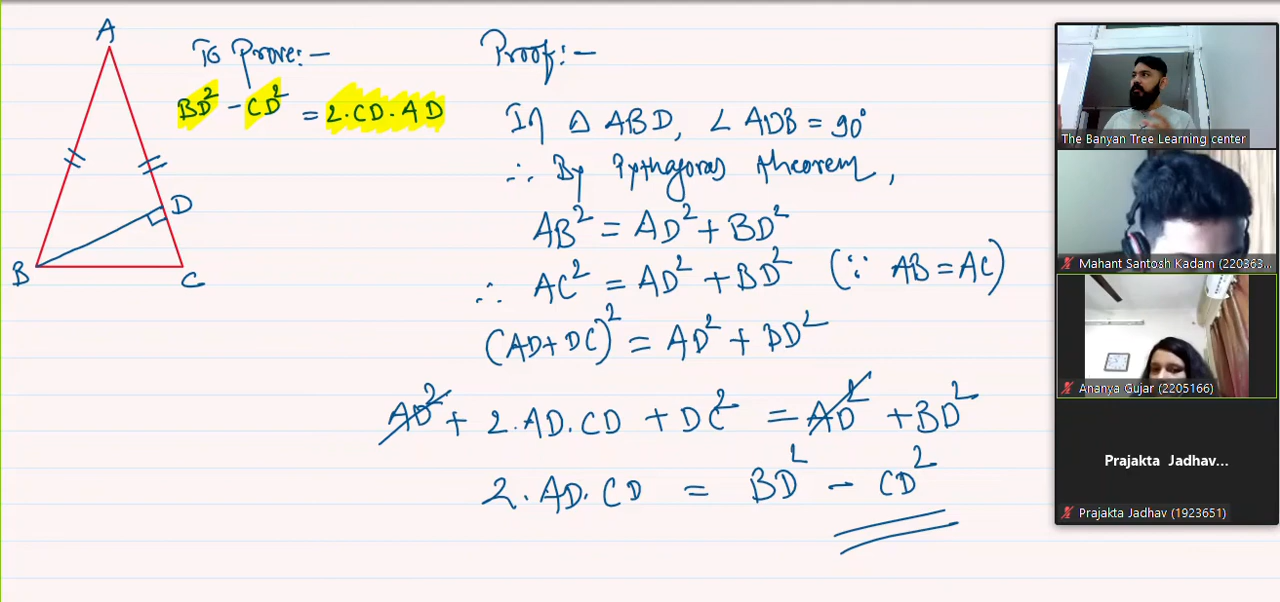 A
B
C
D
To Prove:-
BD² - CD² = 2.CD.AD
Proof:-
In △ ABD, ∠ ADB = 90°
∴ By Pythagoras theorem,
AB² = AD² + BD²
∴ AC² = AD² + BD² (∵ AB = AC)
(AD + DC)² = AD² + BD²
AD² + 2.AD.CD + DC² = AD² + BD²
2.AD.CD = BD² - CD²
The Banyan Tree Learning center
Mahant Santosh Kadam (220363...
Ananya Gujar (2205166)
Prajakta Jadhav...
Prajakta Jadhav (1923651)